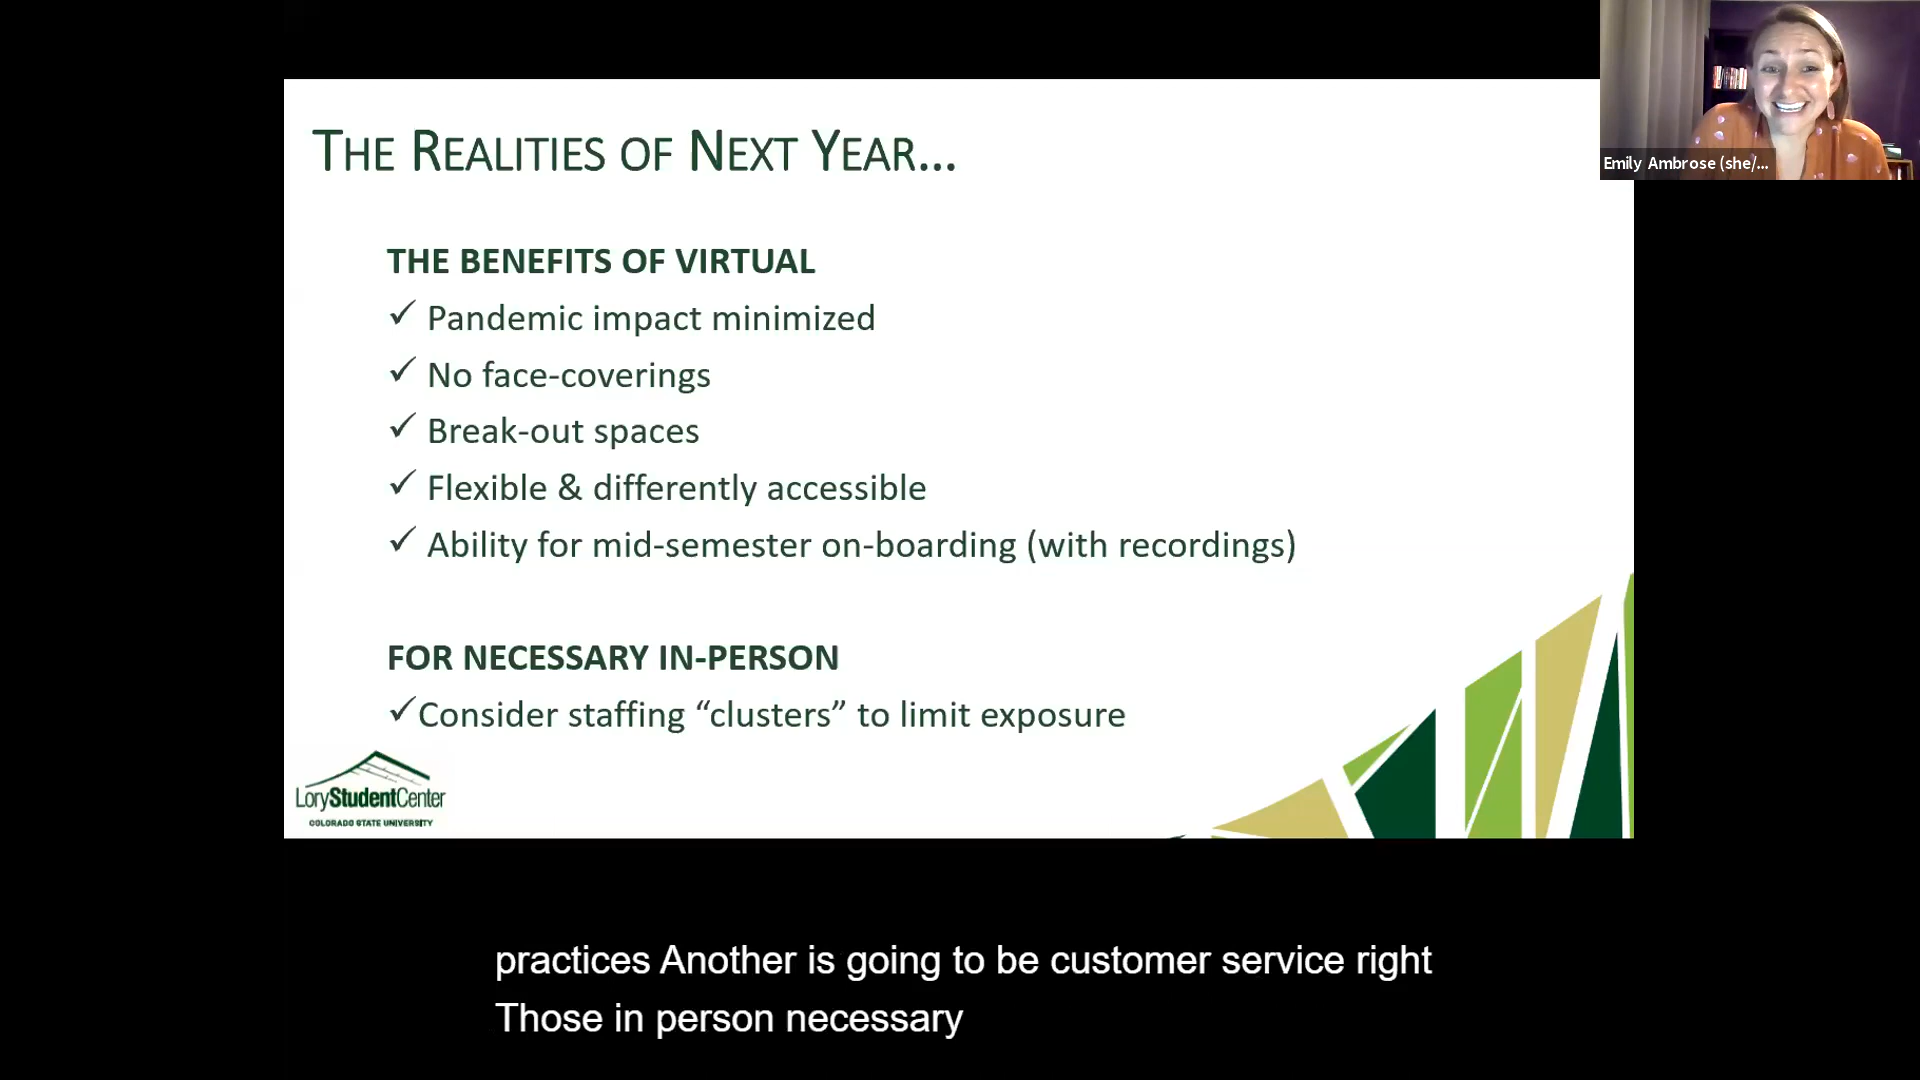 THE REALITIES OF NEXT YEAR...
Emily Ambrose (she/...
THE BENEFITS OF VIRTUAL
✓ Pandemic impact minimized
✓ No face-coverings
✓ Break-out spaces
✓ Flexible & differently accessible
✓ Ability for mid-semester on-boarding (with recordings)
FOR NECESSARY IN-PERSON
✓Consider staffing “clusters” to limit exposure
LoryStudentCenter
COLORADO STATE UNIVERSITY
practices Another is going to be customer service right
Those in person necessary